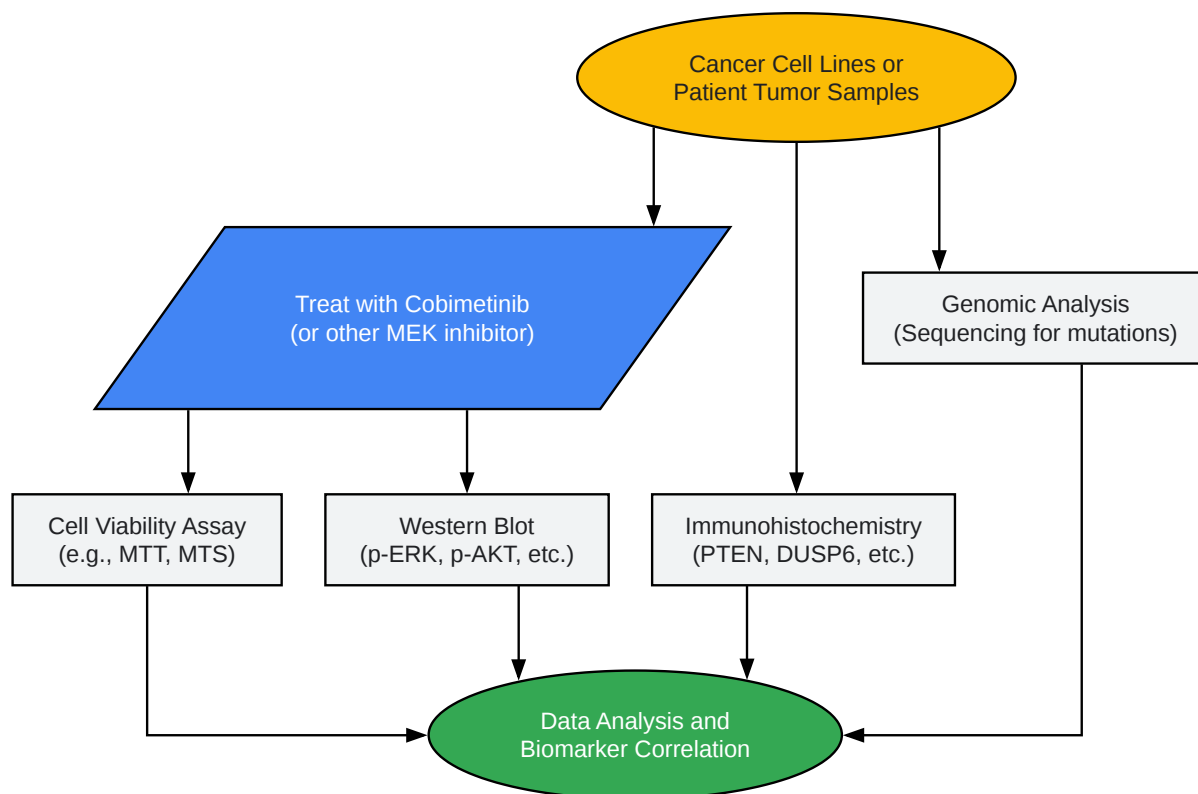 Cancer Cell Lines or
Patient Tumor Samples
Treat with Cobimetinib
(or other MEK inhibitor)
Genomic Analysis
(Sequencing for mutations)
Cell Viability Assay
(e.g., MTT, MTS)
Western Blot
(p-ERK, p-AKT, etc.)
Immunohistochemistry
(PTEN, DUSP6, etc.)
Data Analysis and
Biomarker Correlation